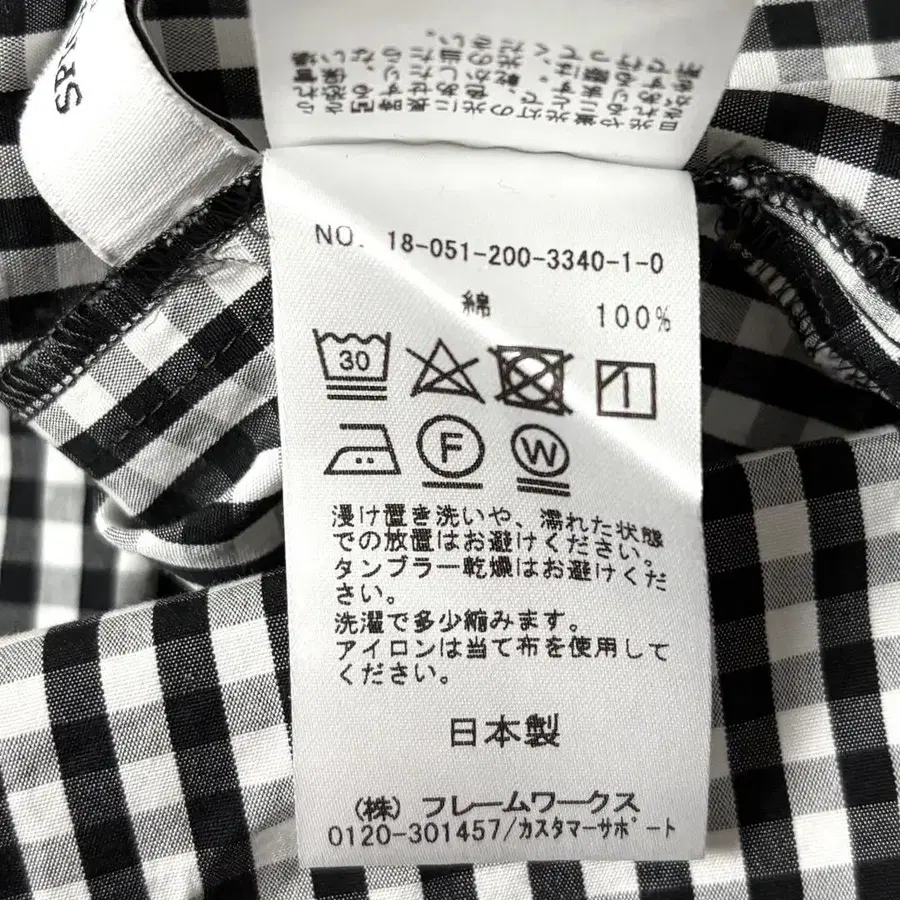 NO. 18-051-200-3340-1-0
綿 100%
30
F
W
浸け置き洗いや、濡れた状態
での放置はお避けください。
タンブラー乾燥はお避けくだ
さい。
洗濯で多少縮みます。
アイロンは当て布を使用して
ください。
日本製
(株) フレームワークス
0120-301457/カスタマーサポート